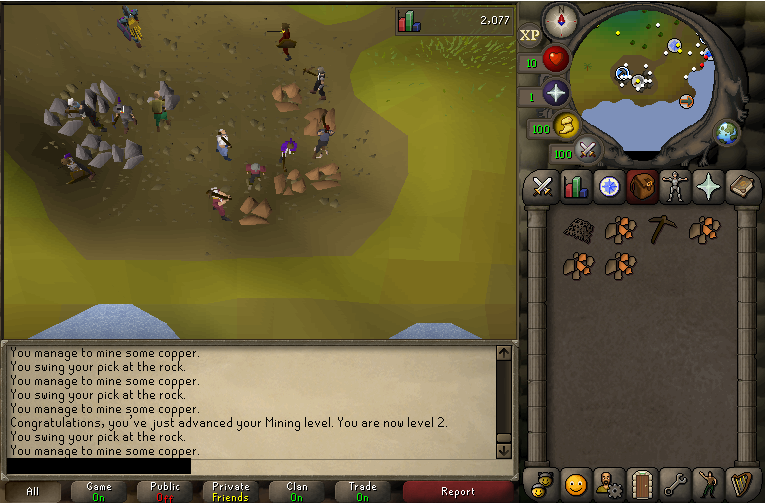 2,077
N
XP
10
1
100
100
You manage to mine some copper.
You swing your pick at the rock.
You manage to mine some copper.
You swing your pick at the rock.
You manage to mine some copper.
Congratulations, you've just advanced your Mining level. You are now level 2.
You swing your pick at the rock.
You manage to mine some copper.
All
Game
On
Public
Off
Private
Friends
Clan
On
Trade
On
Report